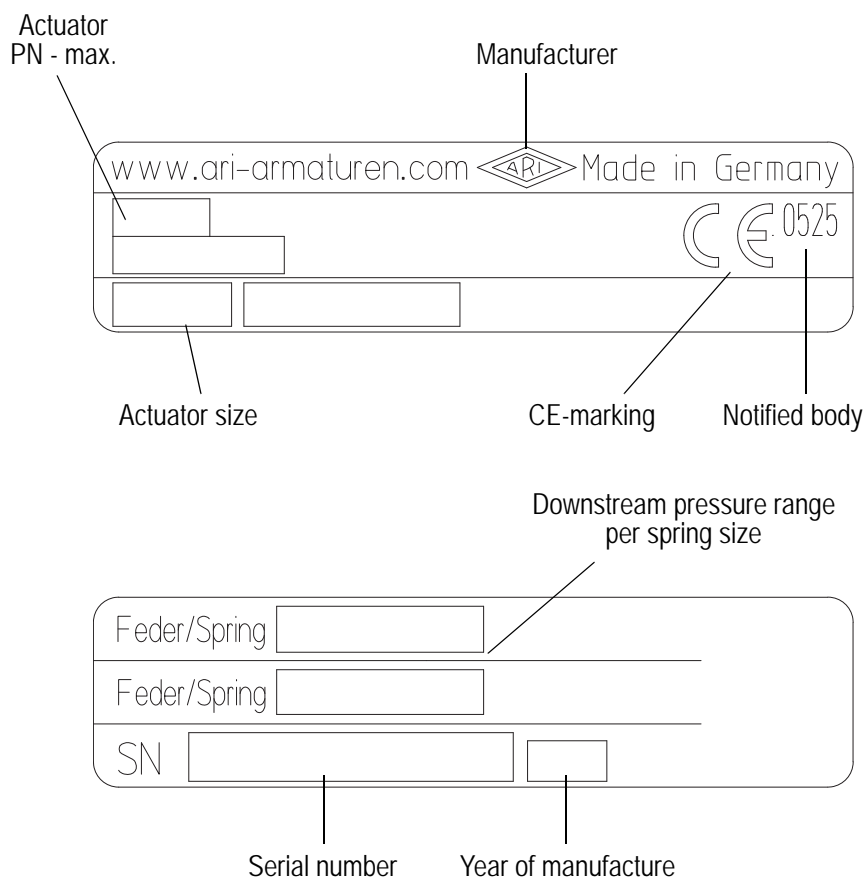 Actuator
PN - max.
Manufacturer
www.ari-armaturen.com ARI Made in Germany
CE.0525
Actuator size
CE-marking
Notified body
Downstream pressure range
per spring size
Feder/Spring
Feder/Spring
SN
Serial number
Year of manufacture